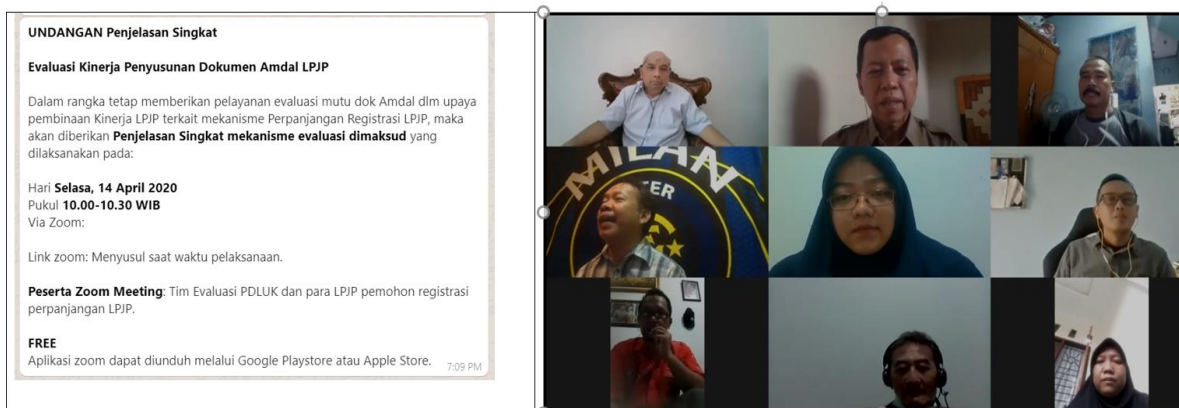 UNDANGAN Penjelasan Singkat
Evaluasi Kinerja Penyusunan Dokumen Amdal LPJP
Dalam rangka tetap memberikan pelayanan evaluasi mutu dok Amdal dlm upaya
pembinaan Kinerja LPJP terkait mekanisme Perpanjangan Registrasi LPJP, maka
akan diberikan Penjelasan Singkat mekanisme evaluasi dimaksud yang
dilaksanakan pada:
Hari Selasa, 14 April 2020
Pukul 10.00-10.30 WIB
Via Zoom:
Link zoom: Menyusul saat waktu pelaksanaan.
Peserta Zoom Meeting: Tim Evaluasi PDLUK dan para LPJP pemohon registrasi
perpanjangan LPJP.
FREE
Aplikasi zoom dapat diunduh melalui Google Playstore atau Apple Store.
7:09 PM
MILAN
TER